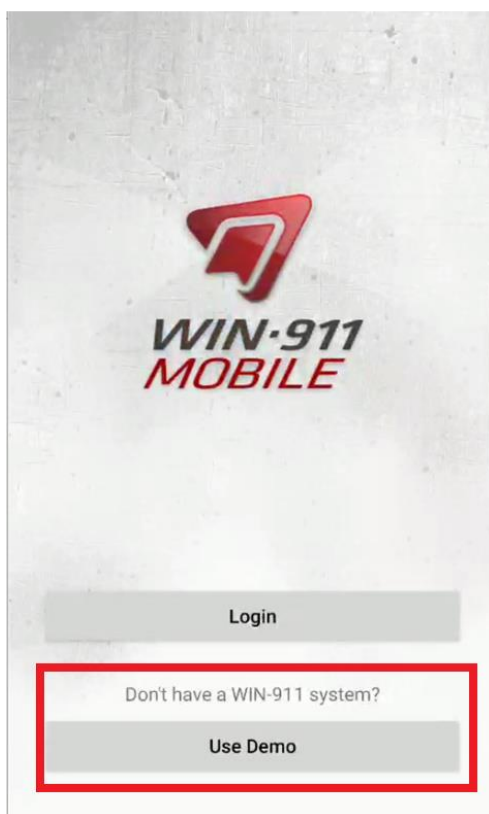 WIN-911
MOBILE
Login
Don't have a WIN-911 system?
Use Demo